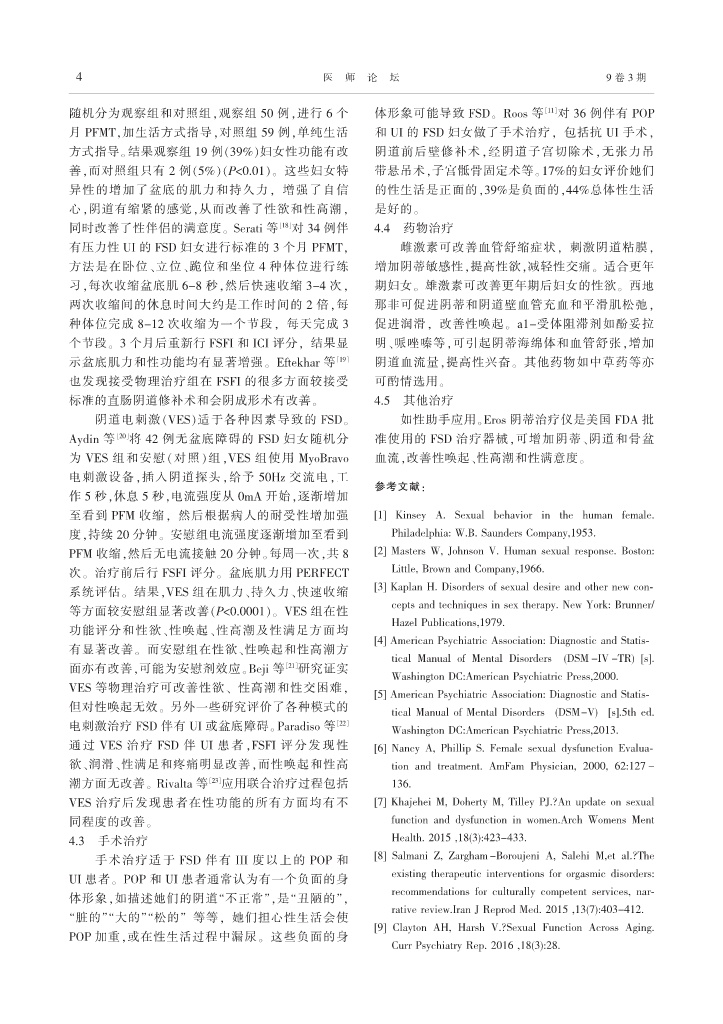 4
医 师 论 坛
9 卷 3 期
随机分为观察组和对照组,观察组 50 例,进行 6 个
月 PFMT,加生活方式指导,对照组 59 例,单纯生活
方式指导。结果观察组 19 例(39%)妇女性功能有改
善,而对照组只有 2 例(5%)(P<0.01)。这些妇女特
异性的增加了盆底的肌力和持久力，增强了自信
心,阴道有缩紧的感觉,从而改善了性欲和性高潮,
同时改善了性伴侣的满意度。Serati 等[18]对 34 例伴
有压力性 UI 的 FSD 妇女进行标准的 3 个月 PFMT,
方法是在卧位、立位、跪位和坐位 4 种体位进行练
习,每次收缩盆底肌 6-8 秒,然后快速收缩 3-4 次,
两次收缩间的休息时间大约是工作时间的 2 倍,每
种体位完成 8-12 次收缩为一个节段，每天完成 3
个节段。3 个月后重新行 FSFI 和 ICI 评分，结果显
示盆底肌力和性功能均有显著增强。Eftekhar 等[19]
也发现接受物理治疗组在 FSFI 的很多方面较接受
标准的直肠阴道修补术和会阴成形术有改善。
阴道电刺激(VES)适于各种因素导致的 FSD。
Aydin 等[20]将 42 例无盆底障碍的 FSD 妇女随机分
为 VES 组和安慰(对照)组,VES 组使用 MyoBravo
电刺激设备,插入阴道探头,给予 50Hz 交流电,工
作 5 秒,休息 5 秒,电流强度从 0mA 开始,逐渐增加
至看到 PFM 收缩，然后根据病人的耐受性增加强
度,持续 20 分钟。安慰组电流强度逐渐增加至看到
PFM 收缩,然后无电流接触 20 分钟。每周一次,共 8
次。治疗前后行 FSFI 评分。盆底肌力用 PERFECT
系统评估。结果,VES 组在肌力、持久力、快速收缩
等方面较安慰组显著改善(P<0.0001)。VES 组在性
功能评分和性欲、性唤起、性高潮及性满足方面均
有显著改善。而安慰组在性欲、性唤起和性高潮方
面亦有改善,可能为安慰剂效应。Beji 等[21]研究证实
VES 等物理治疗可改善性欲、性高潮和性交困难,
但对性唤起无效。另外一些研究评价了各种模式的
电刺激治疗 FSD 伴有 UI 或盆底障碍。Paradiso 等[22]
通过 VES 治疗 FSD 伴 UI 患者,FSFI 评分发现性
欲、润滑、性满足和疼痛明显改善,而性唤起和性高
潮方面无改善。Rivalta 等[23]应用联合治疗过程包括
VES 治疗后发现患者在性功能的所有方面均有不
同程度的改善。
4.3 手术治疗
手术治疗适于 FSD 伴有 III 度以上的 POP 和
UI 患者。POP 和 UI 患者通常认为有一个负面的身
体形象,如描述她们的阴道“不正常”,是“丑陋的”,
“脏的”“大的”“松的” 等等，她们担心性生活会使
POP 加重,或在性生活过程中漏尿。这些负面的身
体形象可能导致 FSD。Roos 等[11]对 36 例伴有 POP
和 UI 的 FSD 妇女做了手术治疗，包括抗 UI 手术,
阴道前后壁修补术,经阴道子宫切除术,无张力吊
带悬吊术,子宫骶骨固定术等。17%的妇女评价她们
的性生活是正面的,39%是负面的,44%总体性生活
是好的。
4.4 药物治疗
雌激素可改善血管舒缩症状，刺激阴道粘膜,
增加阴蒂敏感性,提高性欲,减轻性交痛。适合更年
期妇女。雄激素可改善更年期后妇女的性欲。西地
那非可促进阴蒂和阴道壁血管充血和平滑肌松弛,
促进润滑，改善性唤起。a1-受体阻滞剂如酚妥拉
明、哌唑嗪等,可引起阴蒂海绵体和血管舒张,增加
阴道血流量,提高性兴奋。其他药物如中草药等亦
可酌情选用。
4.5 其他治疗
如性助手应用。Eros 阴蒂治疗仪是美国 FDA 批
准使用的 FSD 治疗器械,可增加阴蒂、阴道和骨盆
血流,改善性唤起、性高潮和性满意度。
参考文献：
[1] Kinsey A. Sexual behavior in the human female.
Philadelphia: W.B. Saunders Company,1953.
[2] Masters W, Johnson V. Human sexual response. Boston:
Little, Brown and Company,1966.
[3] Kaplan H. Disorders of sexual desire and other new con-
cepts and techniques in sex therapy. New York: Brunner/
Hazel Publications,1979.
[4] American Psychiatric Association: Diagnostic and Statis-
tical Manual of Mental Disorders (DSM-IV-TR) [s].
Washington DC:American Psychiatric Press,2000.
[5] American Psychiatric Association: Diagnostic and Statis-
tical Manual of Mental Disorders (DSM-V) [s].5th ed.
Washington DC:American Psychiatric Press,2013.
[6] Nancy A, Phillip S. Female sexual dysfunction Evalua-
tion and treatment. AmFam Physician, 2000, 62:127-
136.
[7] Khajehei M, Doherty M, Tilley PJ.?An update on sexual
function and dysfunction in women.Arch Womens Ment
Health. 2015 ,18(3):423-433.
[8] Salmani Z, Zargham-Boroujeni A, Salehi M,et al.?The
existing therapeutic interventions for orgasmic disorders:
recommendations for culturally competent services, nar-
rative review.Iran J Reprod Med. 2015 ,13(7):403-412.
[9] Clayton AH, Harsh V.?Sexual Function Across Aging.
Curr Psychiatry Rep. 2016 ,18(3):28.